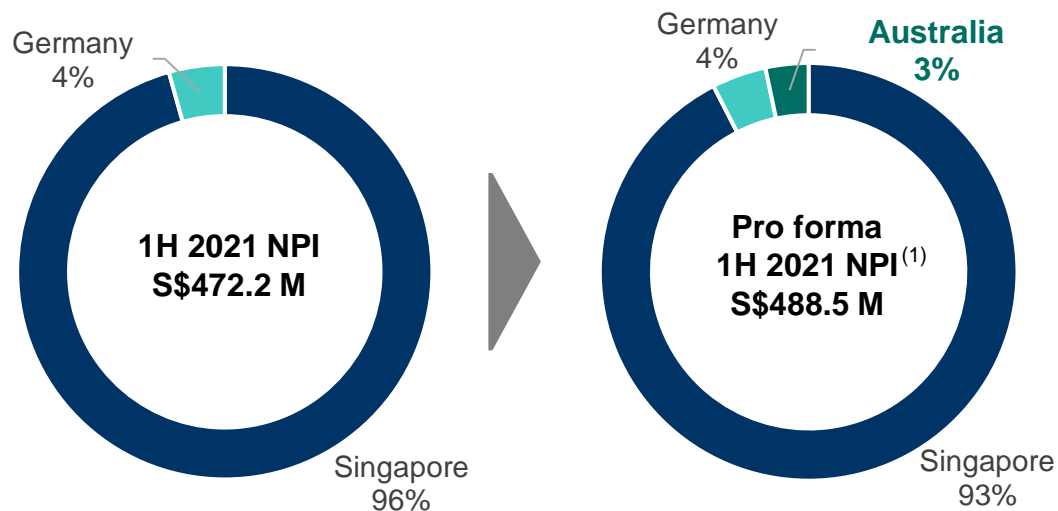 Germany
4%
1H 2021 NPI
S$472.2 M
Singapore
96%
Germany
4%
Australia
3%
Pro forma
1H 2021 NPI(1)
S$488.5 M
Singapore
93%